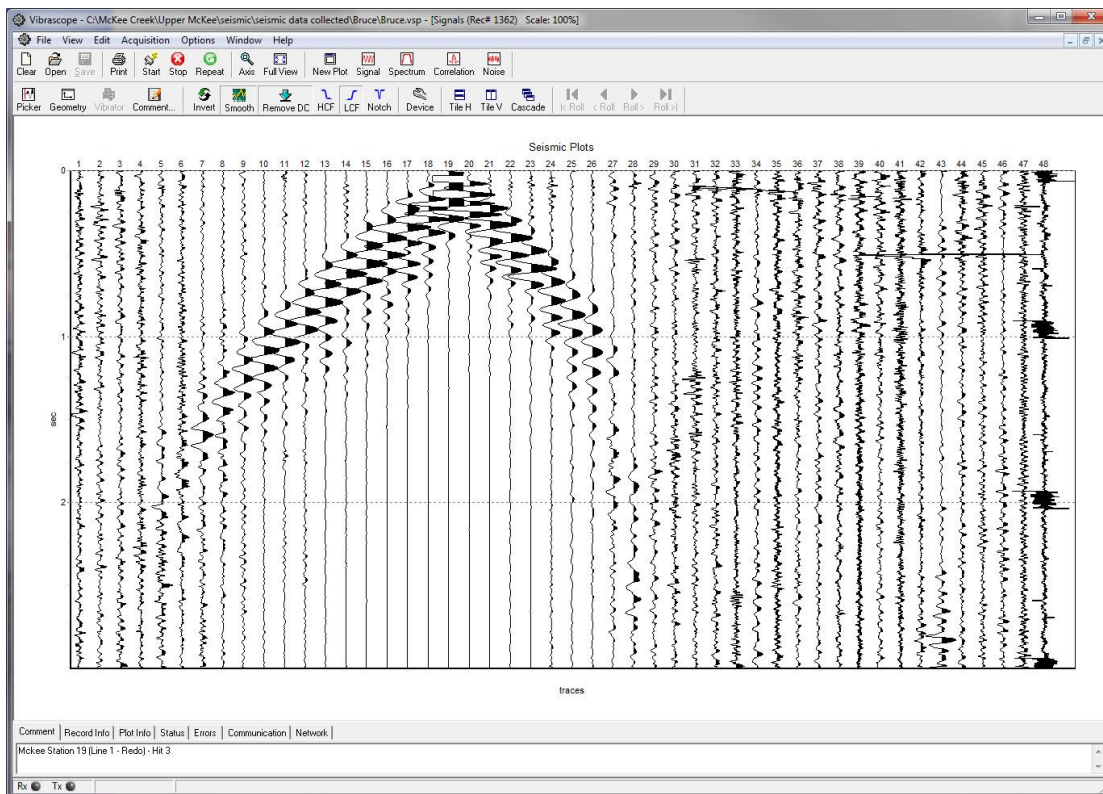 Vibrascope - C:\McKee Creek\Upper McKee\seismic\seismic data collected\Bruce\Bruce.vsp - [Signals (Rec# 1362) Scale: 100%]
File View Edit Acquisition Options Window Help
Clear Open Save Print Start Stop Repeat Axis Full View New Plot Signal Spectrum Correlation Noise
Picker Geometry Vibrator Comment... Invert Smooth Remove DC HCF LCF Notch Device Tile H Tile V Cascade |< Roll < Roll Roll > Roll >|
Seismic Plots
1 2 3 4 5 6 7 8 9 10 11 12 13 14 15 16 17 18 19 20 21 22 23 24 25 26 27 28 29 30 31 32 33 34 35 36 37 38 39 40 41 42 43 44 45 46 47 48
0
1
sec
2
traces
Comment Record Info Plot Info Status Errors Communication Network
Mckee Station 19 (Line 1 - Redo) - Hit 3
Rx Tx